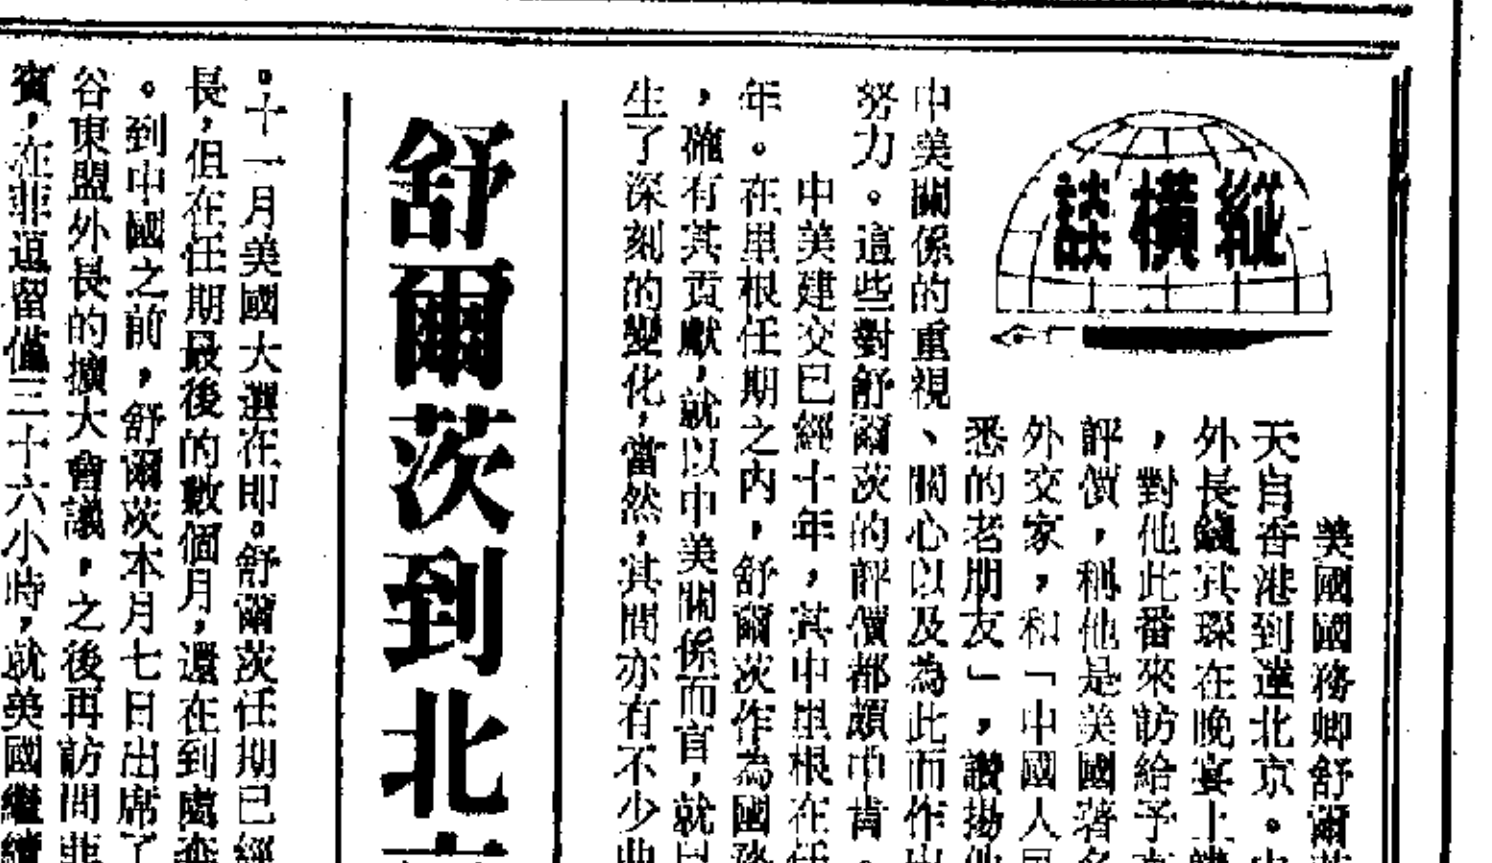 縱橫談
美國國務卿舒爾茨
天自香港到達北京。中
外長錢其琛在晚宴上
，對他此番來訪給予
評價，稱他是美國著名
外交家，和「中國人民
悉的老朋友」，讚揚他
中美關係的重視、關心以及為此而作出
努力。這些對舒爾茨的評價都頗中肯。
中美建交已經十年，其中里根在任
年。在里根任期之內，舒爾茨作為國務
，確有其貢獻，就以中美關係而言，就已
生了深刻的變化，當然，其間亦有不少曲
舒爾茨到北京
。十一月美國大選在即。舒爾茨任期已經
長，但在任期最後的數個月，還在到處奔
。到中國之前，舒爾茨本月七日出席了
谷東盟外長的擴大會議，之後再訪問菲
賓，在菲逗留僅三十六小時，就美國繼續